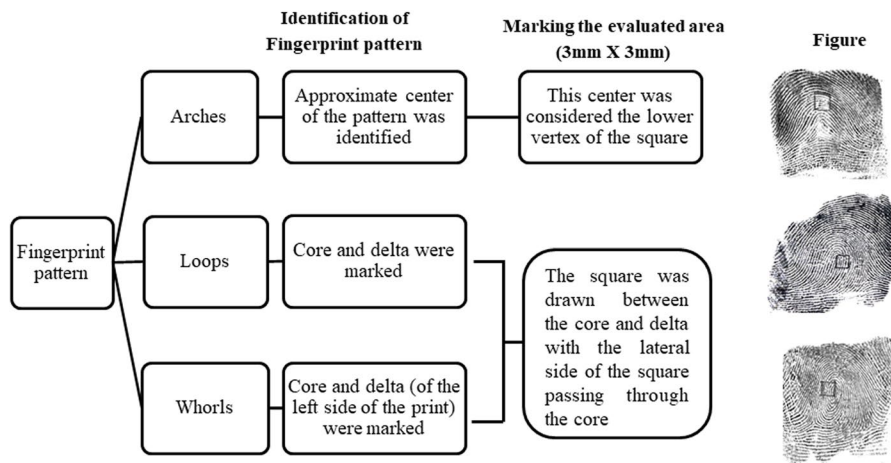 Identification of
Fingerprint pattern
Marking the evaluated area
(3mm X 3mm)
Figure
Arches
Approximate center
of the pattern was
identified
This center was
considered the lower
vertex of the square
Fingerprint
pattern
Loops
Core and delta were
marked
The square was
drawn between
the core and delta
with the lateral
side of the square
passing through
the core
Whorls
Core and delta (of the
left side of the print)
were marked